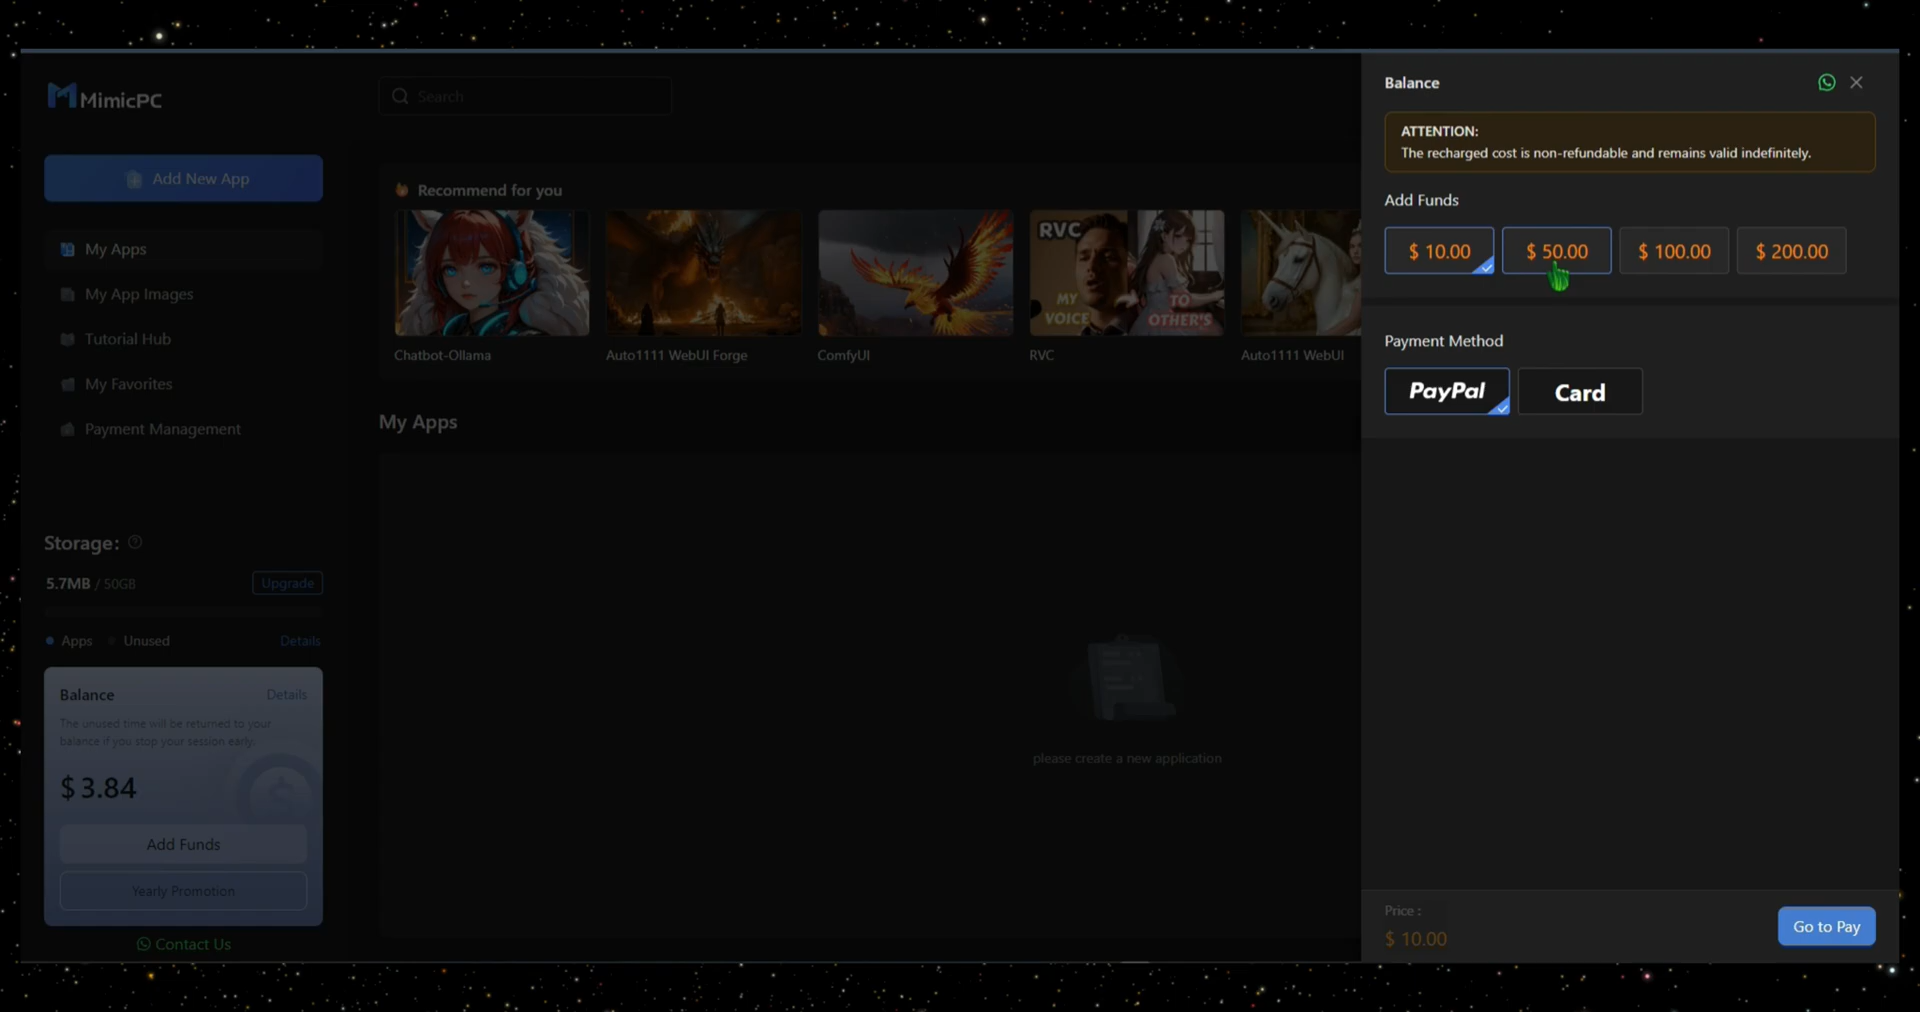 MimicPC
Search
Add New App
My Apps
My App Images
Tutorial Hub
My Favorites
Payment Management
Storage:
5.7MB / 50GB
Upgrade
Apps
Unused
Details
Balance
Details
The unused time will be returned to your
balance if you stop your session early.
$ 3.84
Add Funds
Yearly Promotion
Contact Us
Recommend for you
RVC
MY
VOICE
TO
OTHER'S
Chatbot-Ollama
Auto1111 WebUI Forge
ComfyUI
RVC
Auto1111 WebUI
My Apps
please create a new application
Balance
ATTENTION:
The recharged cost is non-refundable and remains valid indefinitely.
Add Funds
$ 10.00
$ 50.00
$ 100.00
$ 200.00
Payment Method
PayPal
Card
Price :
$ 10.00
Go to Pay